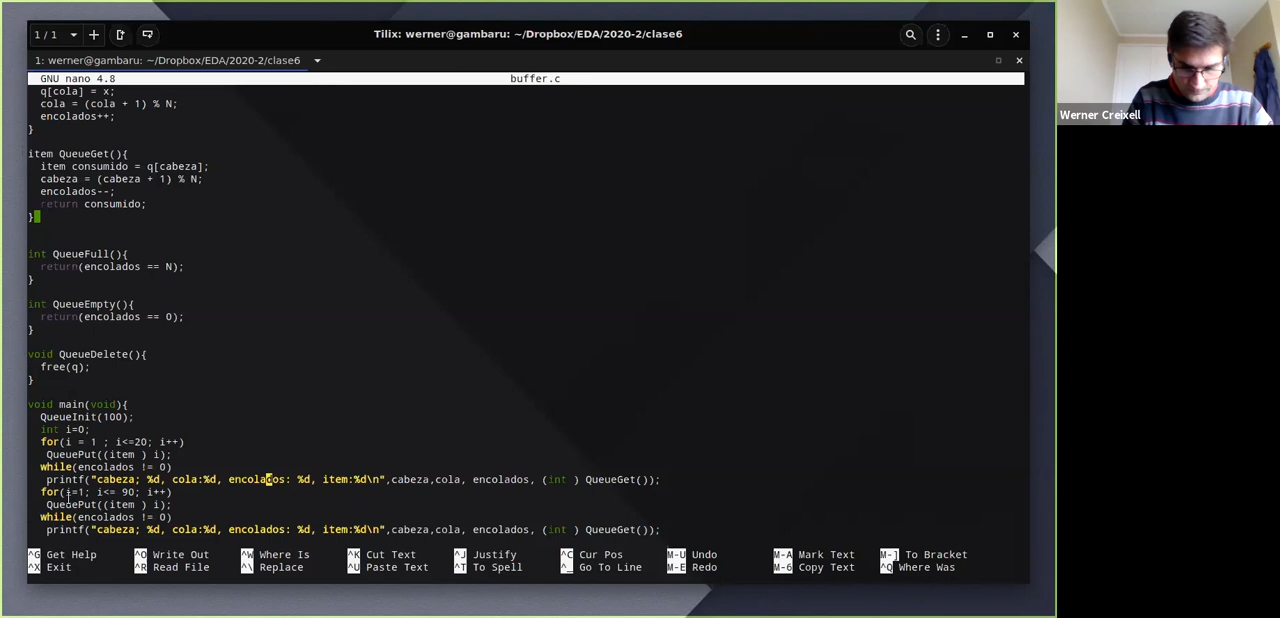 1 / 1
Tilix: werner@gambaru: ~/Dropbox/EDA/2020-2/clase6
1: werner@gambaru: ~/Dropbox/EDA/2020-2/clase6
GNU nano 4.8 buffer.c
q[cola] = x;
cola = (cola + 1) % N;
encolados++;
}
item QueueGet(){
item consumido = q[cabeza];
cabeza = (cabeza + 1) % N;
encolados--;
return consumido;
}
int QueueFull(){
return(encolados == N);
}
int QueueEmpty(){
return(encolados == 0);
}
void QueueDelete(){
free(q);
}
void main(void){
QueueInit(100);
int i=0;
for(i = 1 ; i<=20; i++)
QueuePut((item ) i);
while(encolados != 0)
printf("cabeza; %d, cola:%d, encolados: %d, item:%d\n",cabeza,cola, encolados, (int ) QueueGet());
for(i=1; i<= 90; i++)
QueuePut((item ) i);
while(encolados != 0)
printf("cabeza; %d, cola:%d, encolados: %d, item:%d\n",cabeza,cola, encolados, (int ) QueueGet());
^G Get Help ^O Write Out ^W Where Is ^K Cut Text ^J Justify ^C Cur Pos M-U Undo M-A Mark Text M-] To Bracket
^X Exit ^R Read File ^\ Replace ^U Paste Text ^T To Spell ^_ Go To Line M-E Redo M-6 Copy Text ^Q Where Was
Werner Creixell